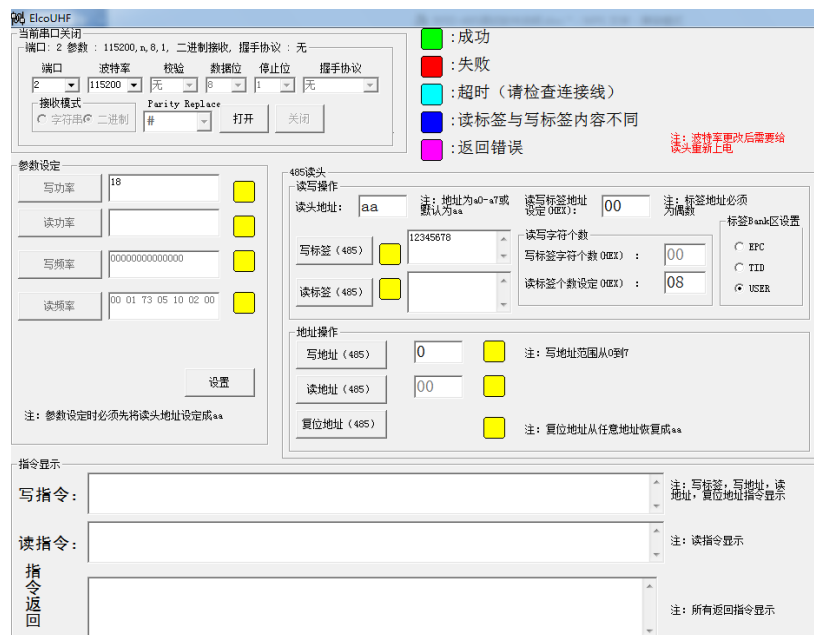 ElcoUHF
当前串口关闭
端口: 2 参数 : 115200,n,8,1, 二进制接收, 握手协议 : 无
端口 波特率 校验 数据位 停止位 握手协议
2 115200 无 8 1 无
接收模式 Parity Replace
字符串 二进制 # 打开 关闭
:成功
:失败
:超时（请检查连接线）
:读标签与写标签内容不同
:返回错误
注: 波特率更改后需要给
读头重新上电
参数设定
写功率 18
读功率
写频率 00000000000000
读频率 00 01 73 05 10 02 00
设置
注: 参数设定时必须先将读头地址设定成aa
485读头
读写操作
读头地址: aa
注: 地址为a0-a7或
默认为aa
读写标签地址
设定(HEX): 00
注: 标签地址必须
为偶数
写标签（485） 12345678
读标签（485）
读写字符个数
写标签字符个数(HEX) : 00
读标签个数设定(HEX) : 08
标签Bank区设置
EPC
TID
USER
地址操作
写地址（485） 0 注: 写地址范围从0到7
读地址（485） 00
复位地址（485） 注: 复位地址从任意地址恢复成aa
指令显示
写指令:
注: 写标签, 写地址, 读
地址, 复位地址指令显示
读指令: 注: 读指令显示
指
令
返
回
注: 所有返回指令显示